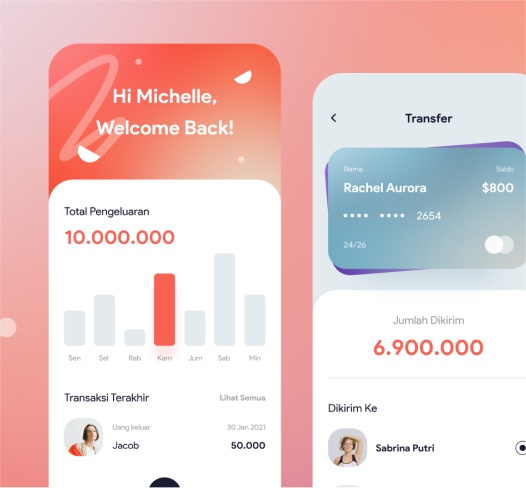 Hi Michelle,
Welcome Back!
Total Pengeluaran
10.000.000
Sen Sel Rab Kam Jum Sab Min
Transaksi Terakhir Lihat Semua
Uang keluar 30 Jan 2021
Jacob 50.000
Transfer
Nama Saldo
Rachel Aurora $800
•••• •••• 2654
24/26
Jumlah Dikirim
6.900.000
Dikirim Ke
Sabrina Putri